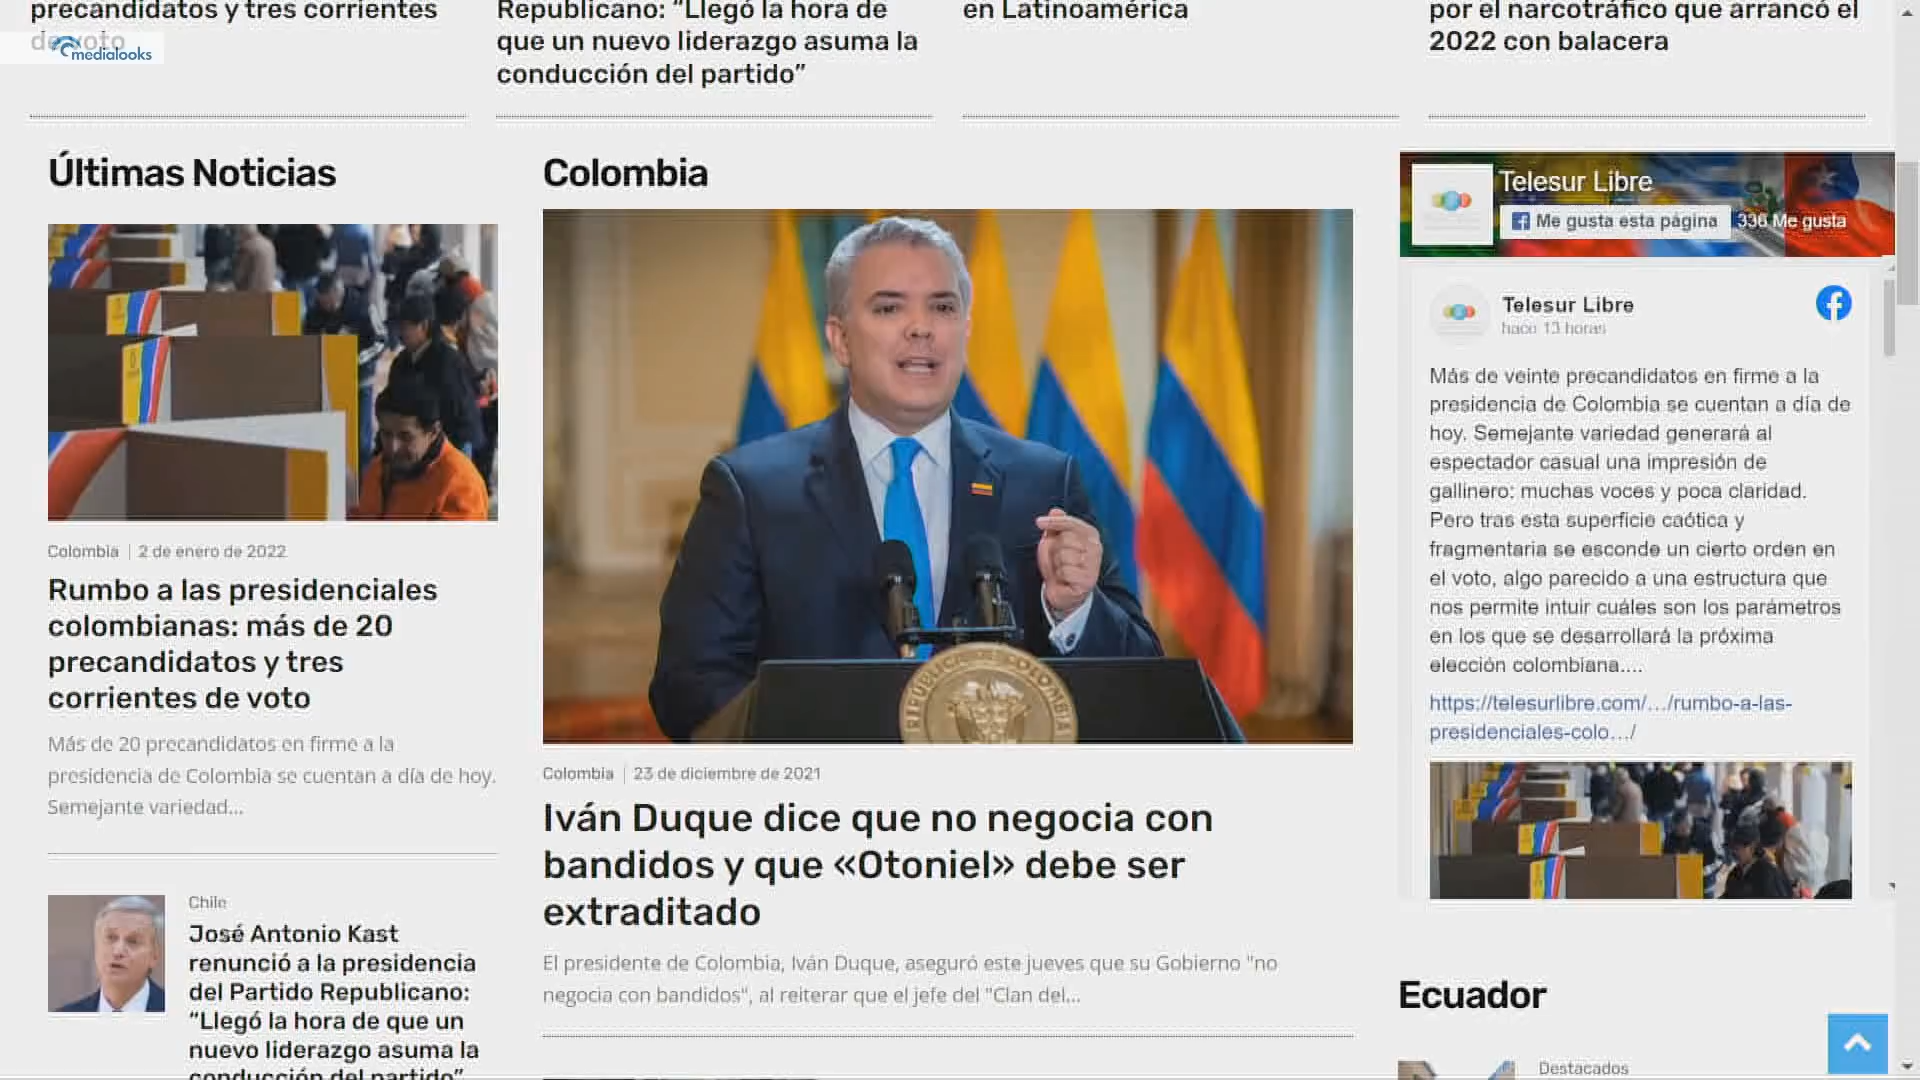 precandidatos y tres corrientes
de voto
medialooks
Republicano: “Llegó la hora de
que un nuevo liderazgo asuma la
conducción del partido”
en Latinoamérica
por el narcotráfico que arrancó el
2022 con balacera
Últimas Noticias
Colombia | 2 de enero de 2022
Rumbo a las presidenciales
colombianas: más de 20
precandidatos y tres
corrientes de voto
Más de 20 precandidatos en firme a la
presidencia de Colombia se cuentan a día de hoy.
Semejante variedad...
Chile
José Antonio Kast
renunció a la presidencia
del Partido Republicano:
“Llegó la hora de que un
nuevo liderazgo asuma la
conducción del partido”
Colombia
REPÚBLICA DE COLOMBIA
Colombia | 23 de diciembre de 2021
Iván Duque dice que no negocia con
bandidos y que «Otoniel» debe ser
extraditado
El presidente de Colombia, Iván Duque, aseguró este jueves que su Gobierno "no
negocia con bandidos", al reiterar que el jefe del "Clan del...
Telesur Libre
Me gusta esta página
336 Me gusta
Telesur Libre
hace 13 horas
Más de veinte precandidatos en firme a la
presidencia de Colombia se cuentan a día de
hoy. Semejante variedad generará al
espectador casual una impresión de
gallinero: muchas voces y poca claridad.
Pero tras esta superficie caótica y
fragmentaria se esconde un cierto orden en
el voto, algo parecido a una estructura que
nos permite intuir cuáles son los parámetros
en los que se desarrollará la próxima
elección colombiana....
https://telesurlibre.com/.../rumbo-a-las-
presidenciales-colo.../
Ecuador
Destacados